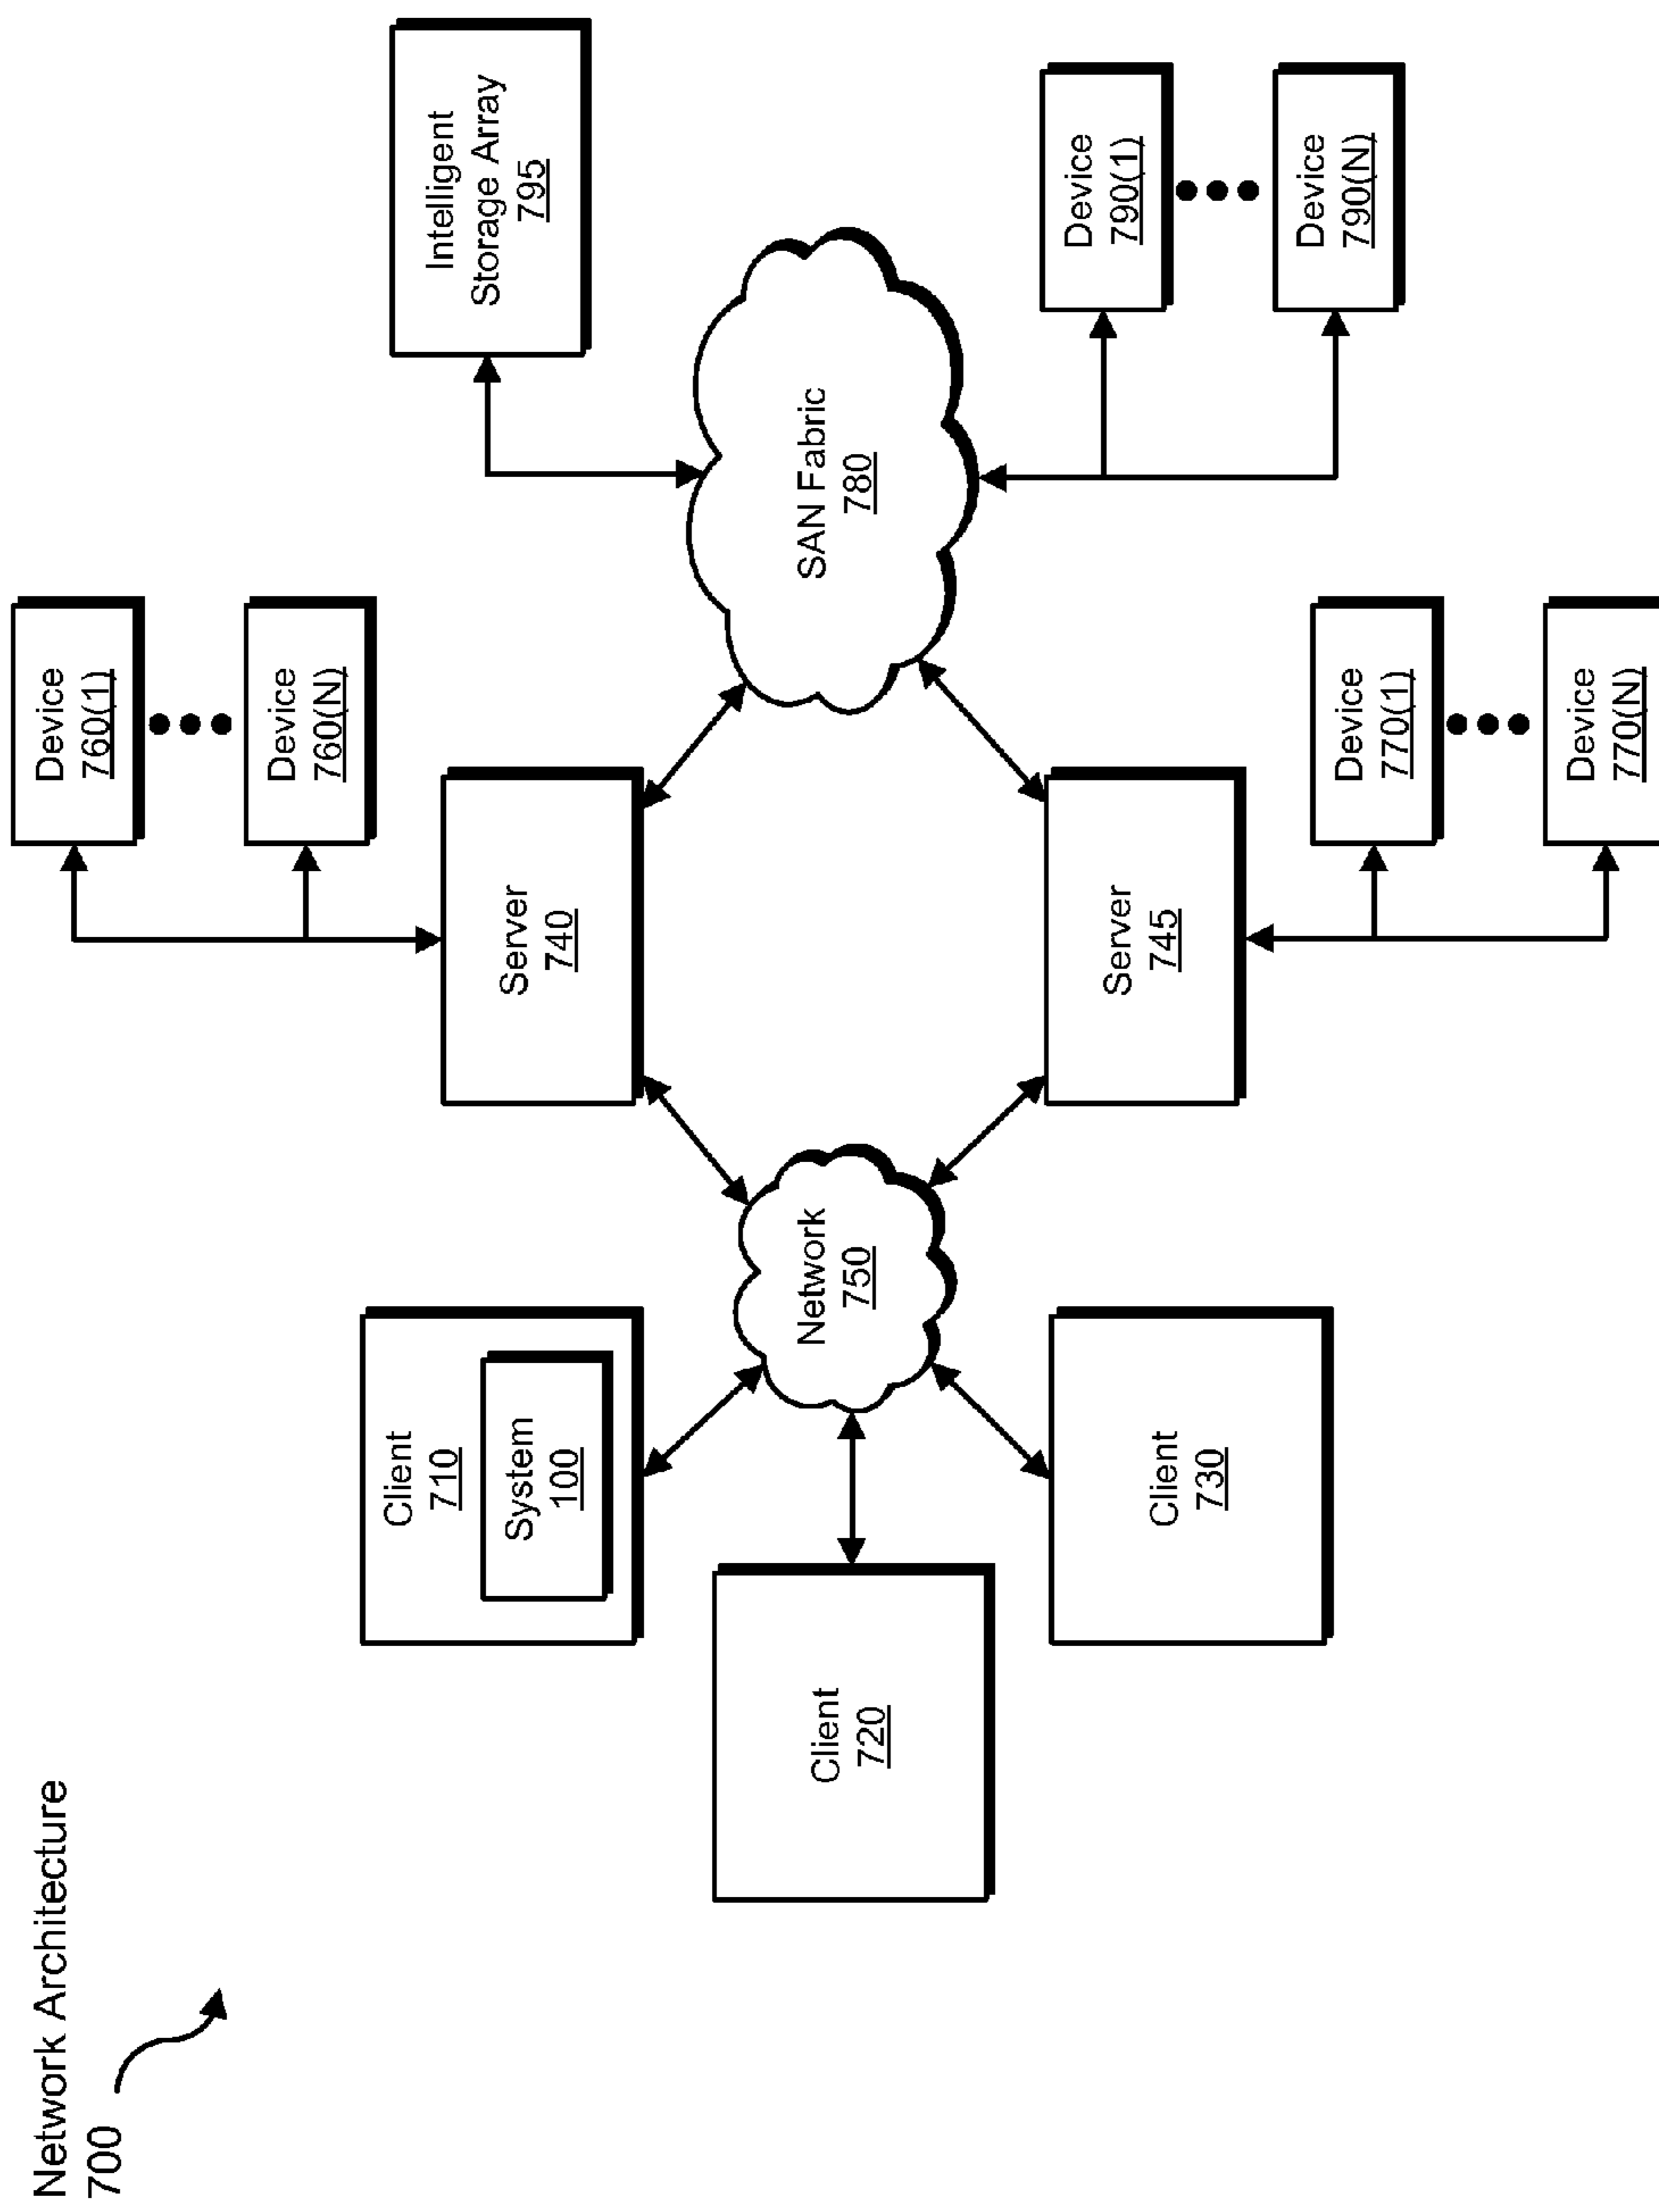 Network Architecture
700
Client
710
System
100
Client
720
Client
730
Network
750
Server
740
Server
745
Device
760(1)
Device
760(N)
Device
770(1)
Device
770(N)
SAN Fabric
780
Intelligent
Storage Array
795
Device
790(1)
Device
790(N)